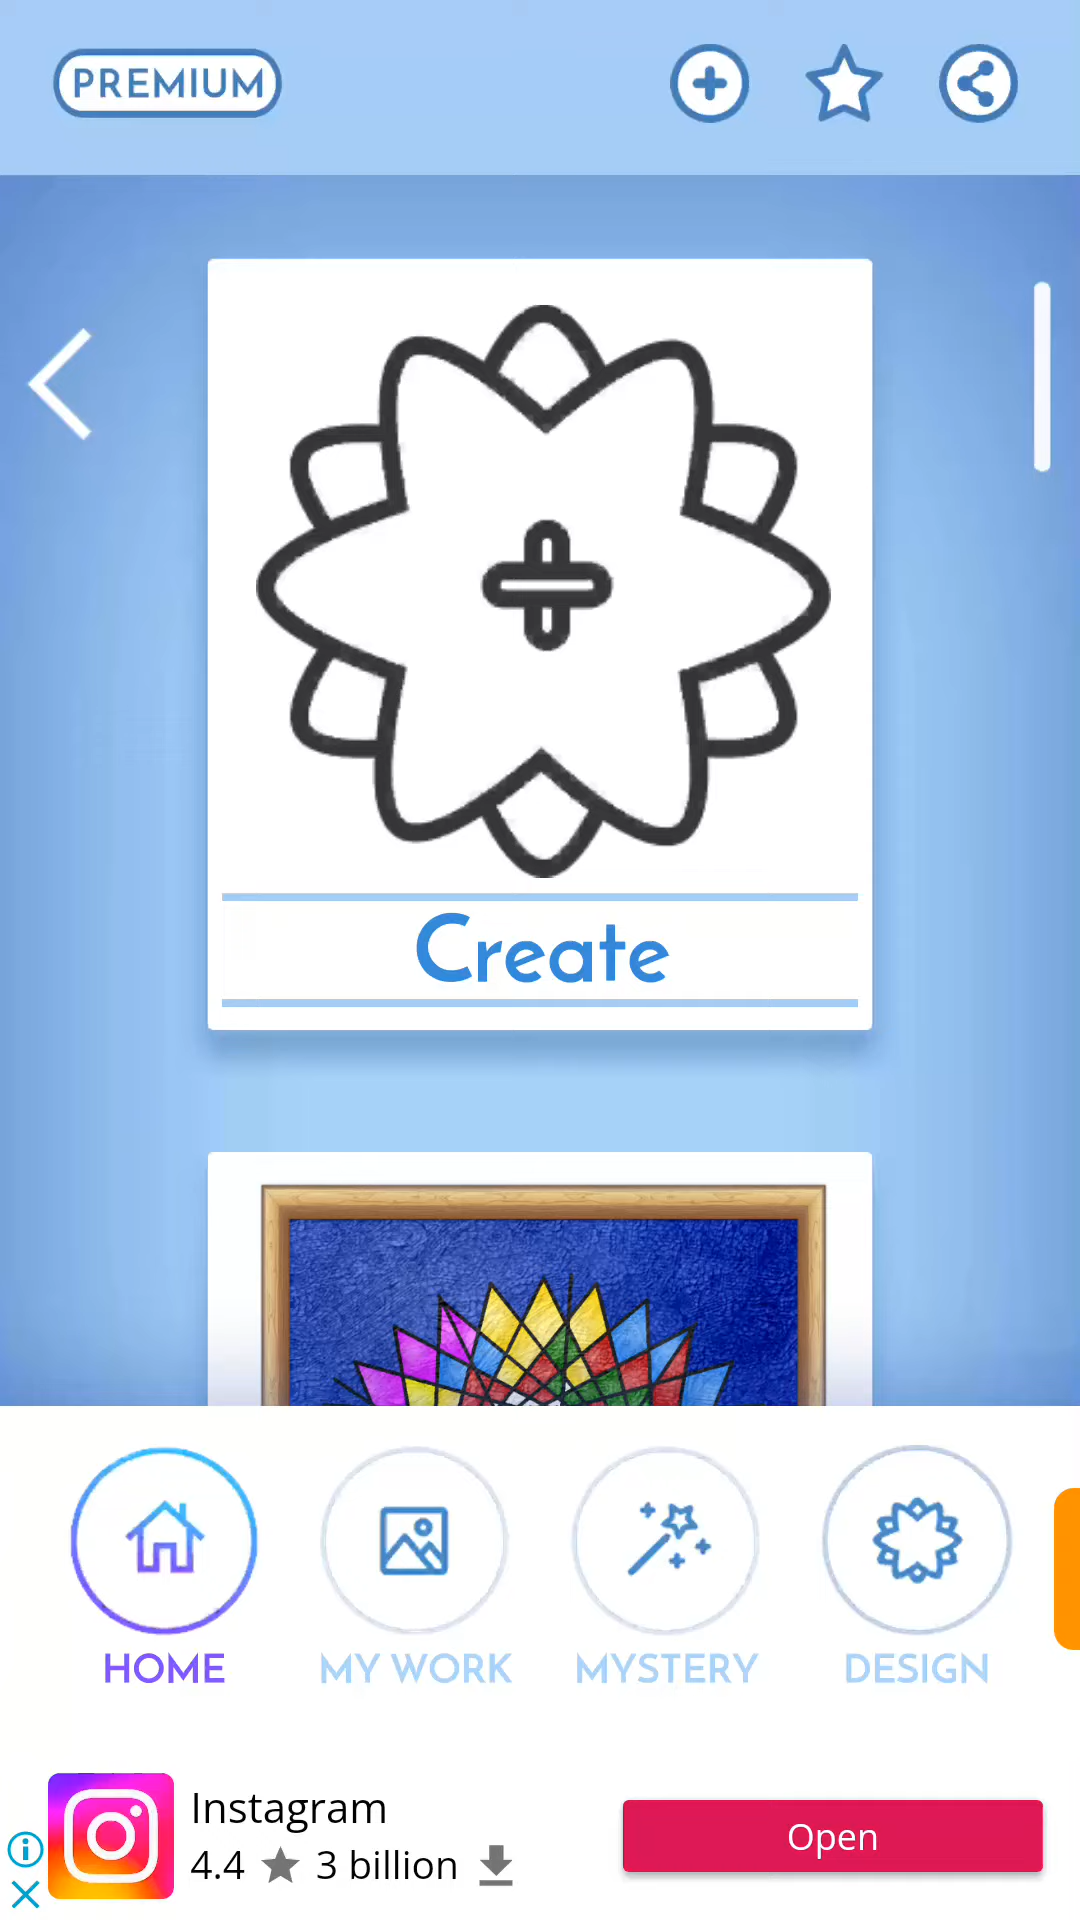 PREMIUM
Create
HOME
MY WORK
MYSTERY
DESIGN
Instagram
4.4
3 billion
Open